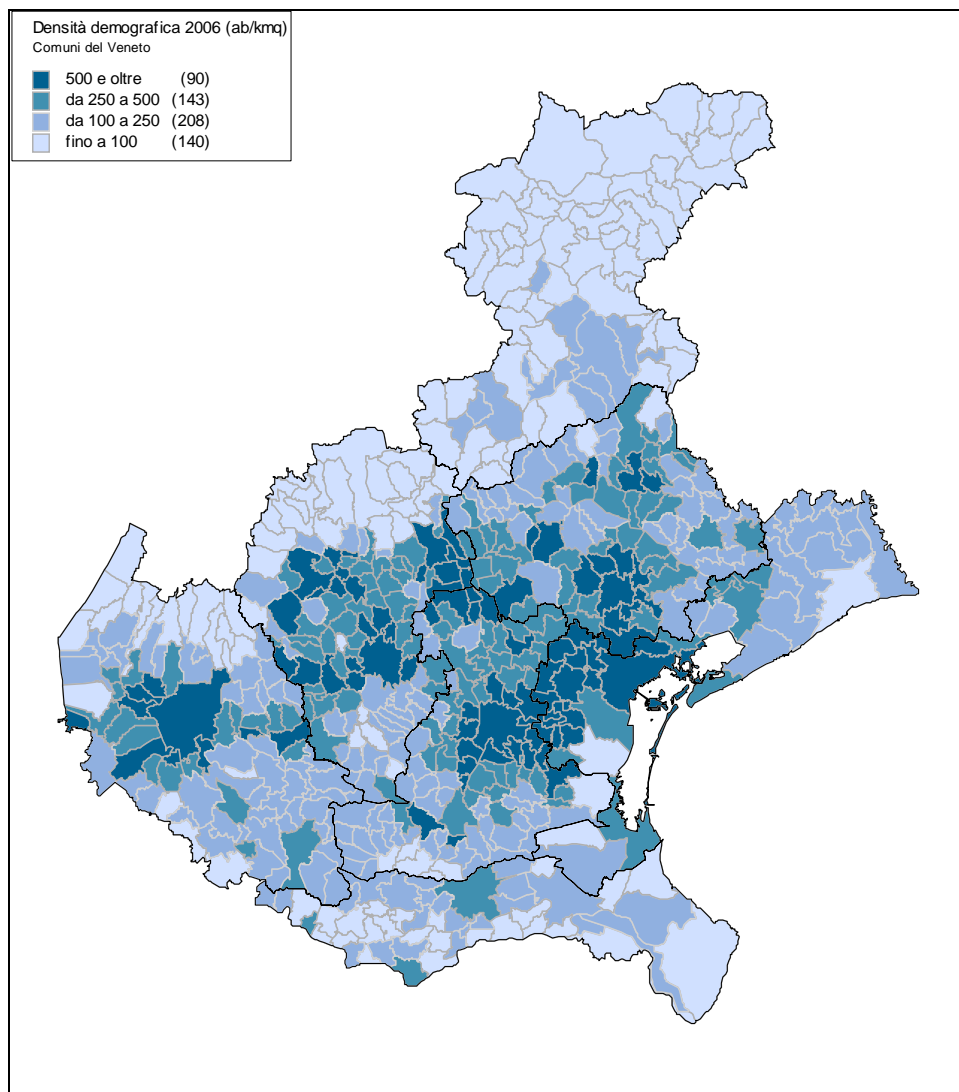 Densità demografica 2006 (ab/kmq)
Comuni del Veneto
500 e oltre (90)
da 250 a 500 (143)
da 100 a 250 (208)
fino a 100 (140)